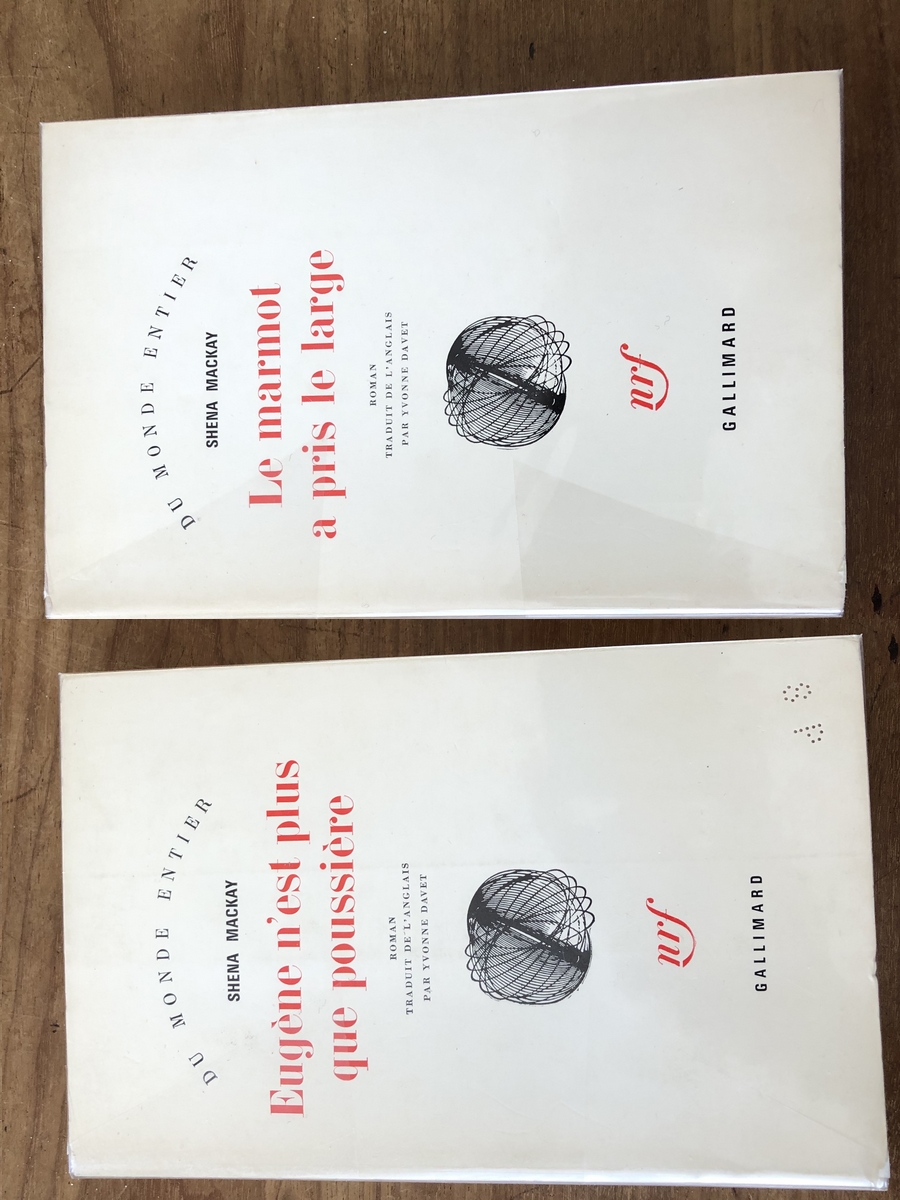 DU MONDE ENTIER
SHENA MACKAY
Le marmot
a pris le large
ROMAN
TRADUIT DE L'ANGLAIS
PAR YVONNE DAVET
nrf
GALLIMARD
DU MONDE ENTIER
SHENA MACKAY
Eugène n'est plus
que poussière
ROMAN
TRADUIT DE L'ANGLAIS
PAR YVONNE DAVET
nrf
GALLIMARD